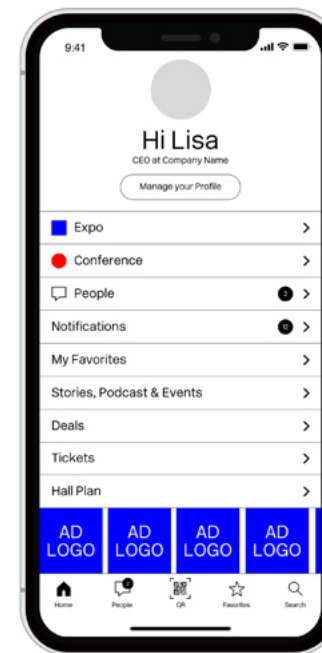 9:41
Hi Lisa
CEO at Company Name
Manage your Profile
Expo
Conference
People
Notifications
12
My Favorites
Stories, Podcast & Events
Deals
Tickets
Hall Plan
AD LOGO AD LOGO AD LOGO AD LOGO
Home People QR Favorites Search